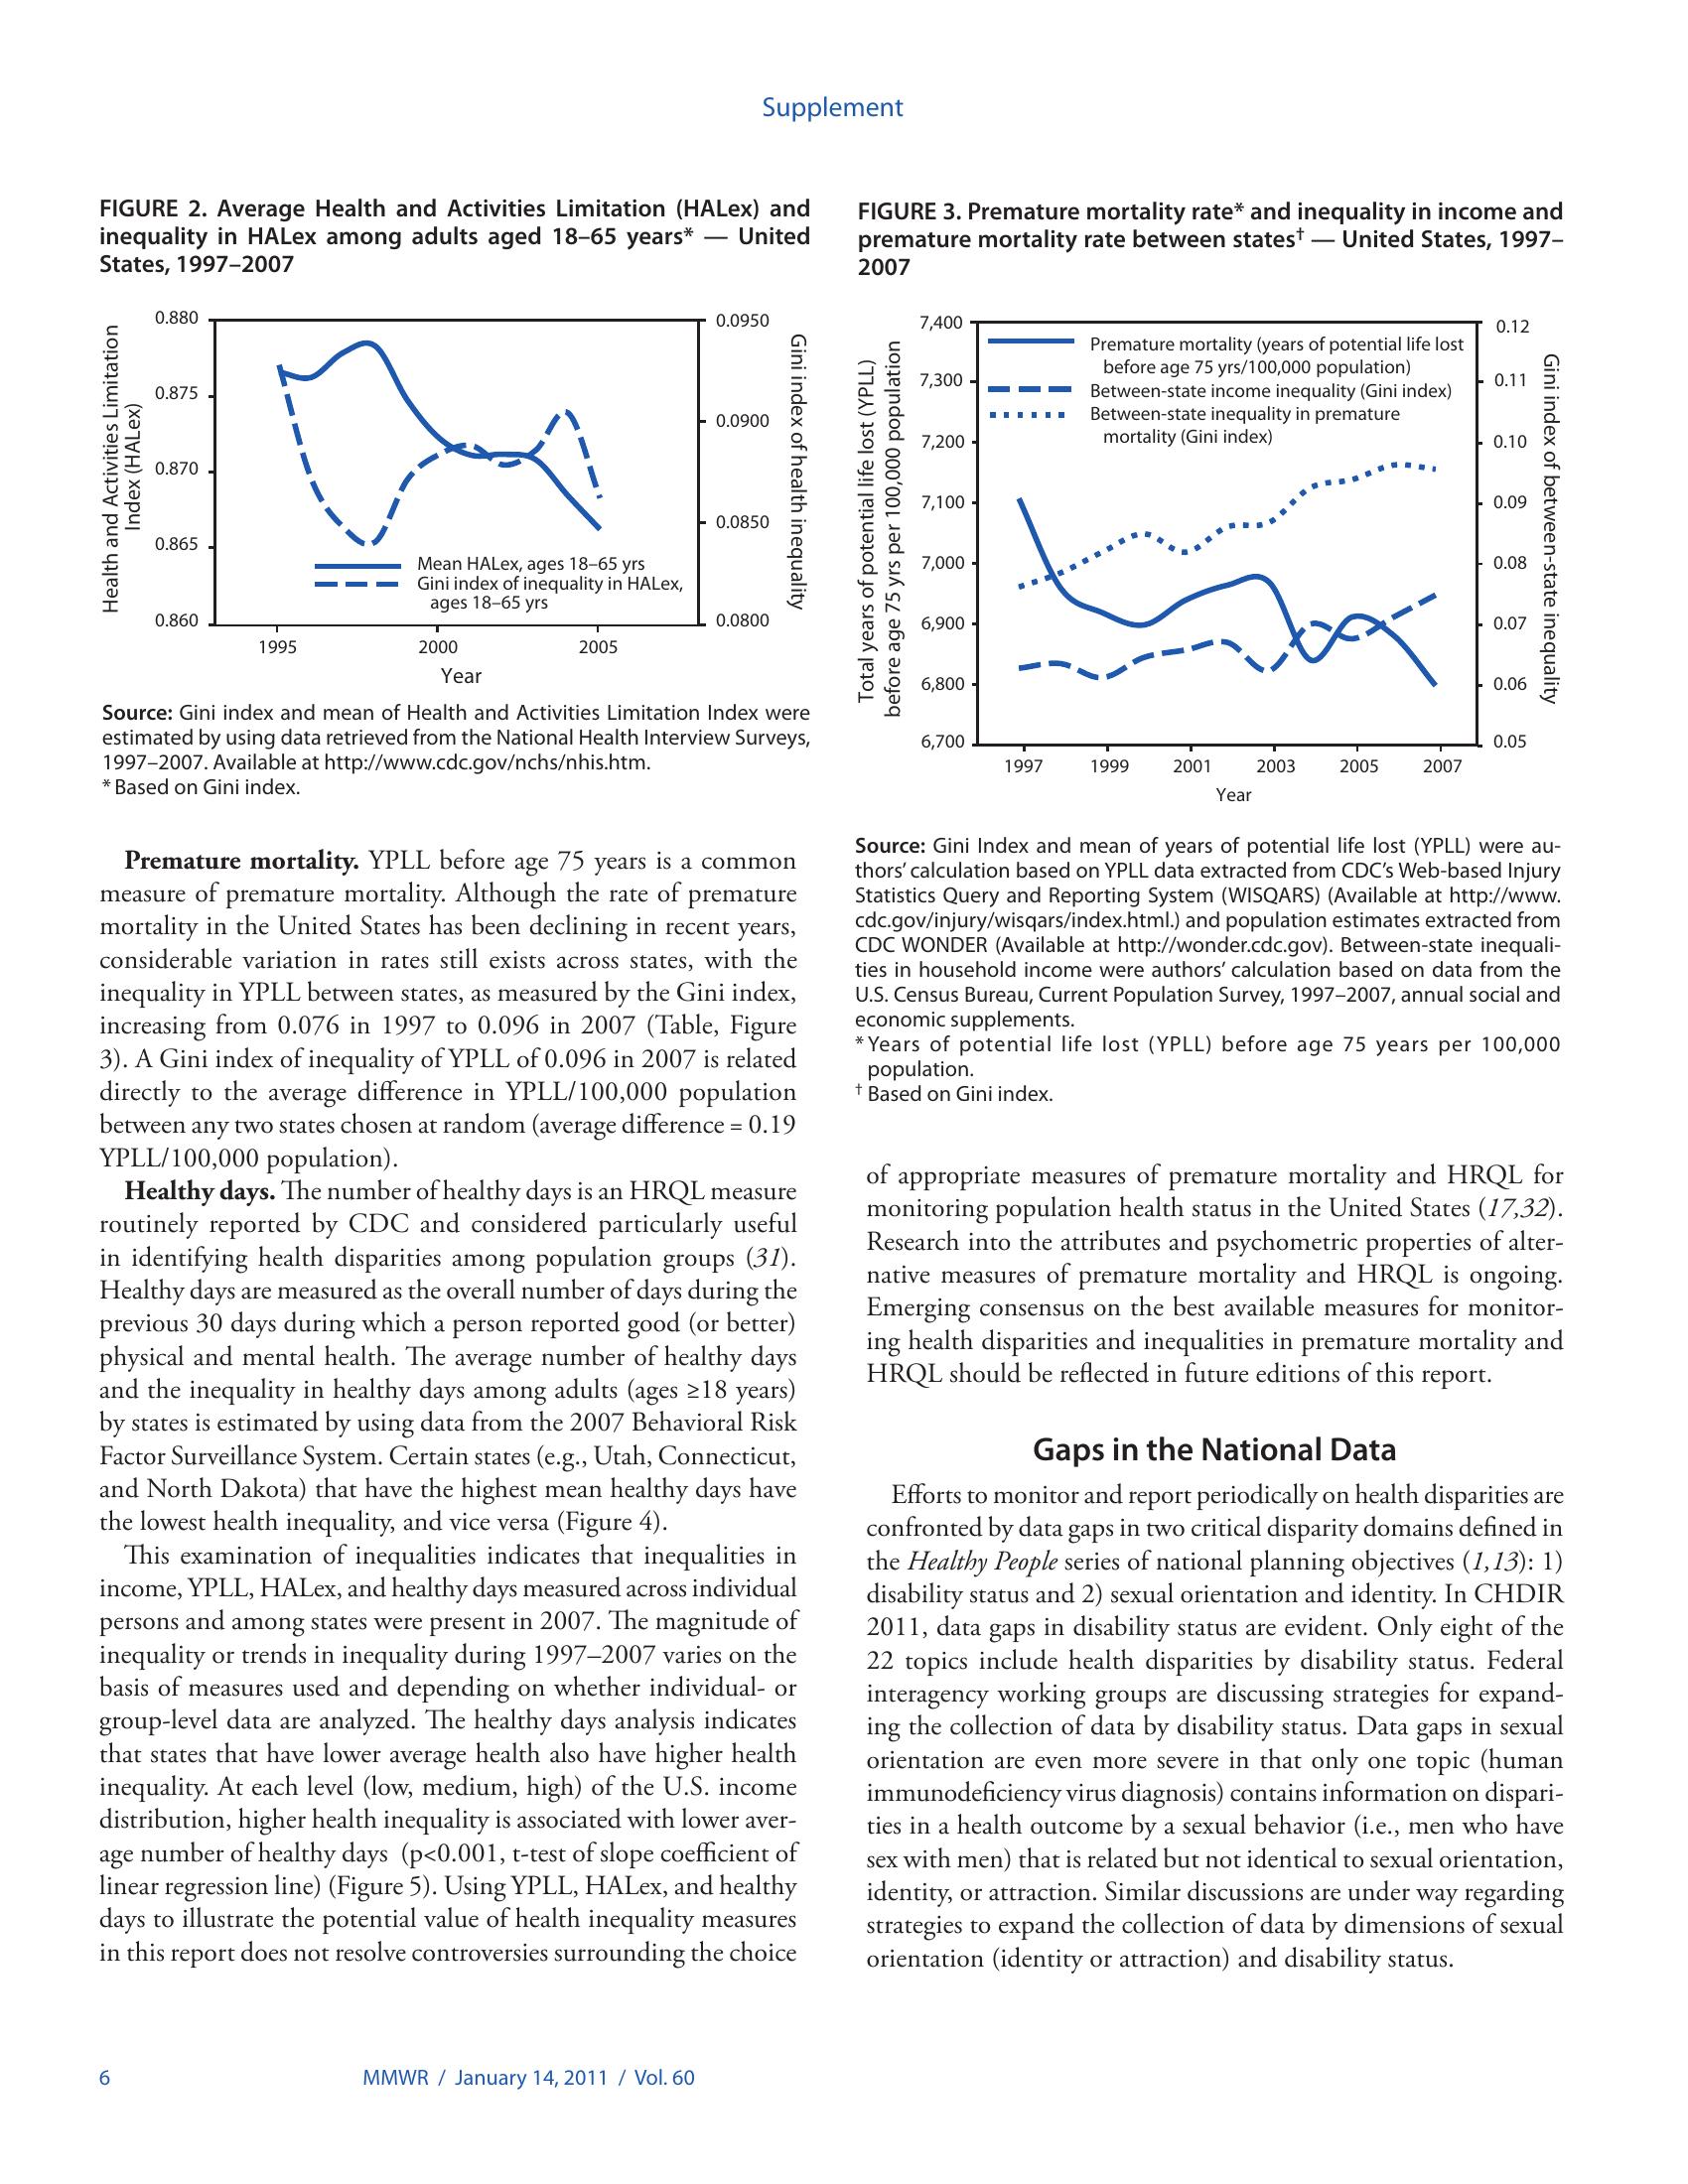 Supplement
FIGURE 2. Average Health and Activities Limitation (HALex) and
inequality in HALex among adults aged 18–65 years* — United
States, 1997–2007
Health and Activities Limitation
Index (HALex)
0.880
0.875
0.870
0.865
0.860
0.0950
0.0900
0.0850
0.0800
Gini index of health inequality
Mean HALex, ages 18–65 yrs
Gini index of inequality in HALex,
ages 18–65 yrs
1995
2000
2005
Year
Source: Gini index and mean of Health and Activities Limitation Index were
estimated by using data retrieved from the National Health Interview Surveys,
1997–2007. Available at http://www.cdc.gov/nchs/nhis.htm.
* Based on Gini index.
Premature mortality. YPLL before age 75 years is a common
measure of premature mortality. Although the rate of premature
mortality in the United States has been declining in recent years,
considerable variation in rates still exists across states, with the
inequality in YPLL between states, as measured by the Gini index,
increasing from 0.076 in 1997 to 0.096 in 2007 (Table, Figure
3). A Gini index of inequality of YPLL of 0.096 in 2007 is related
directly to the average difference in YPLL/100,000 population
between any two states chosen at random (average difference = 0.19
YPLL/100,000 population).
Healthy days. The number of healthy days is an HRQL measure
routinely reported by CDC and considered particularly useful
in identifying health disparities among population groups (31).
Healthy days are measured as the overall number of days during the
previous 30 days during which a person reported good (or better)
physical and mental health. The average number of healthy days
and the inequality in healthy days among adults (ages ≥18 years)
by states is estimated by using data from the 2007 Behavioral Risk
Factor Surveillance System. Certain states (e.g., Utah, Connecticut,
and North Dakota) that have the highest mean healthy days have
the lowest health inequality, and vice versa (Figure 4).
This examination of inequalities indicates that inequalities in
income, YPLL, HALex, and healthy days measured across individual
persons and among states were present in 2007. The magnitude of
inequality or trends in inequality during 1997–2007 varies on the
basis of measures used and depending on whether individual- or
group-level data are analyzed. The healthy days analysis indicates
that states that have lower average health also have higher health
inequality. At each level (low, medium, high) of the U.S. income
distribution, higher health inequality is associated with lower aver-
age number of healthy days (p<0.001, t-test of slope coefficient of
linear regression line) (Figure 5). Using YPLL, HALex, and healthy
days to illustrate the potential value of health inequality measures
in this report does not resolve controversies surrounding the choice
FIGURE 3. Premature mortality rate* and inequality in income and
premature mortality rate between states† — United States, 1997–
2007
Total years of potential life lost (YPLL)
before age 75 yrs per 100,000 population
7,400
7,300
7,200
7,100
7,000
6,900
6,800
6,700
Premature mortality (years of potential life lost
before age 75 yrs/100,000 population)
Between-state income inequality (Gini index)
Between-state inequality in premature
mortality (Gini index)
0.12
0.11
0.10
0.09
0.08
0.07
0.06
0.05
Gini index of between-state inequality
1997
1999
2001
2003
2005
2007
Year
Source: Gini Index and mean of years of potential life lost (YPLL) were au-
thors’ calculation based on YPLL data extracted from CDC’s Web-based Injury
Statistics Query and Reporting System (WISQARS) (Available at http://www.
cdc.gov/injury/wisqars/index.html.) and population estimates extracted from
CDC WONDER (Available at http://wonder.cdc.gov). Between-state inequali-
ties in household income were authors’ calculation based on data from the
U.S. Census Bureau, Current Population Survey, 1997–2007, annual social and
economic supplements.
* Years of potential life lost (YPLL) before age 75 years per 100,000
population.
† Based on Gini index.
of appropriate measures of premature mortality and HRQL for
monitoring population health status in the United States (17,32).
Research into the attributes and psychometric properties of alter-
native measures of premature mortality and HRQL is ongoing.
Emerging consensus on the best available measures for monitor-
ing health disparities and inequalities in premature mortality and
HRQL should be reflected in future editions of this report.
Gaps in the National Data
Efforts to monitor and report periodically on health disparities are
confronted by data gaps in two critical disparity domains defined in
the Healthy People series of national planning objectives (1,13): 1)
disability status and 2) sexual orientation and identity. In CHDIR
2011, data gaps in disability status are evident. Only eight of the
22 topics include health disparities by disability status. Federal
interagency working groups are discussing strategies for expand-
ing the collection of data by disability status. Data gaps in sexual
orientation are even more severe in that only one topic (human
immunodeficiency virus diagnosis) contains information on dispari-
ties in a health outcome by a sexual behavior (i.e., men who have
sex with men) that is related but not identical to sexual orientation,
identity, or attraction. Similar discussions are under way regarding
strategies to expand the collection of data by dimensions of sexual
orientation (identity or attraction) and disability status.
6
MMWR / January 14, 2011 / Vol. 60